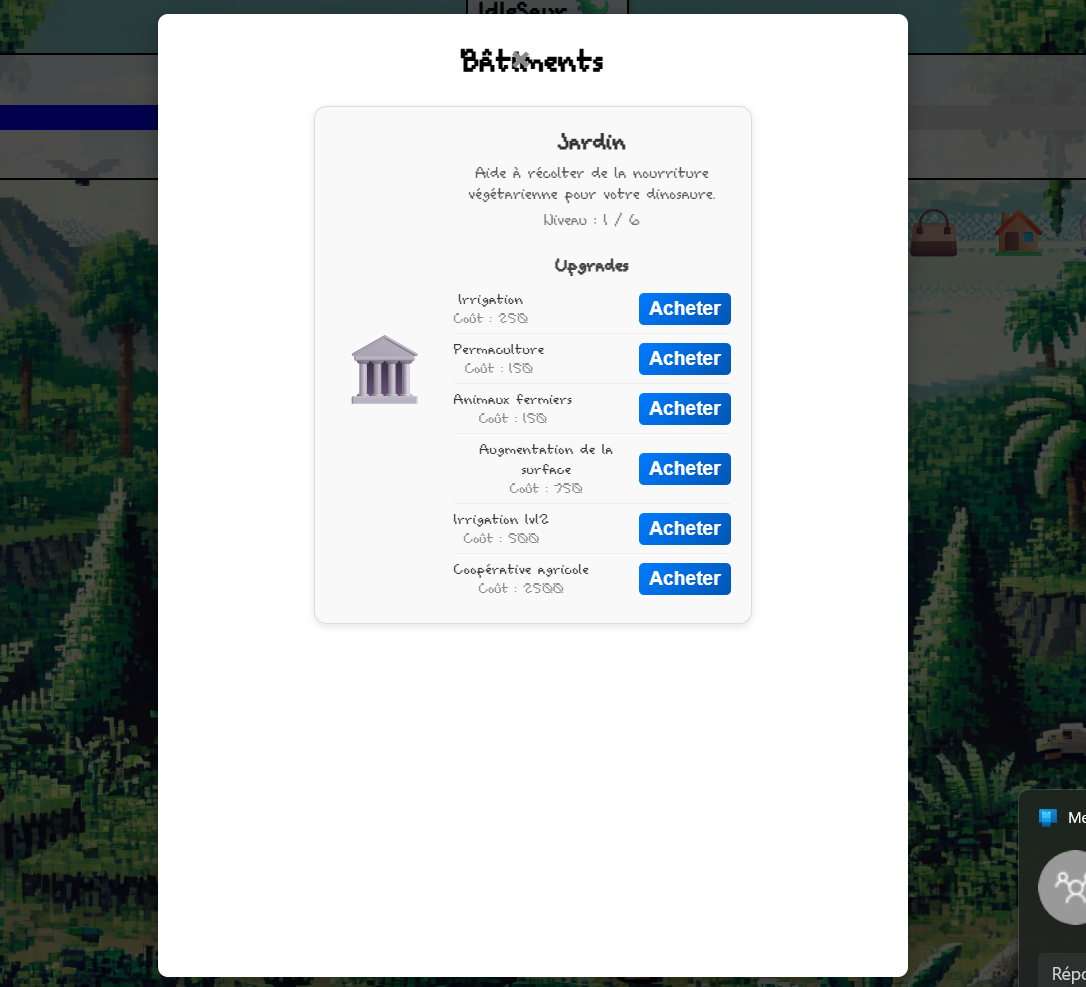 IdleSaur
Bâtiments
Jardin
Aide à récolter de la nourriture
végétarienne pour votre dinosaure.
Niveau : 1 / 6
Upgrades
Irrigation
Coût : 250
Acheter
Permaculture
Coût : 150
Acheter
Animaux fermiers
Coût : 150
Acheter
Augmentation de la
surface
Coût : 750
Acheter
Irrigation lvl2
Coût : 500
Acheter
Coopérative agricole
Coût : 2500
Acheter
Me
Répo